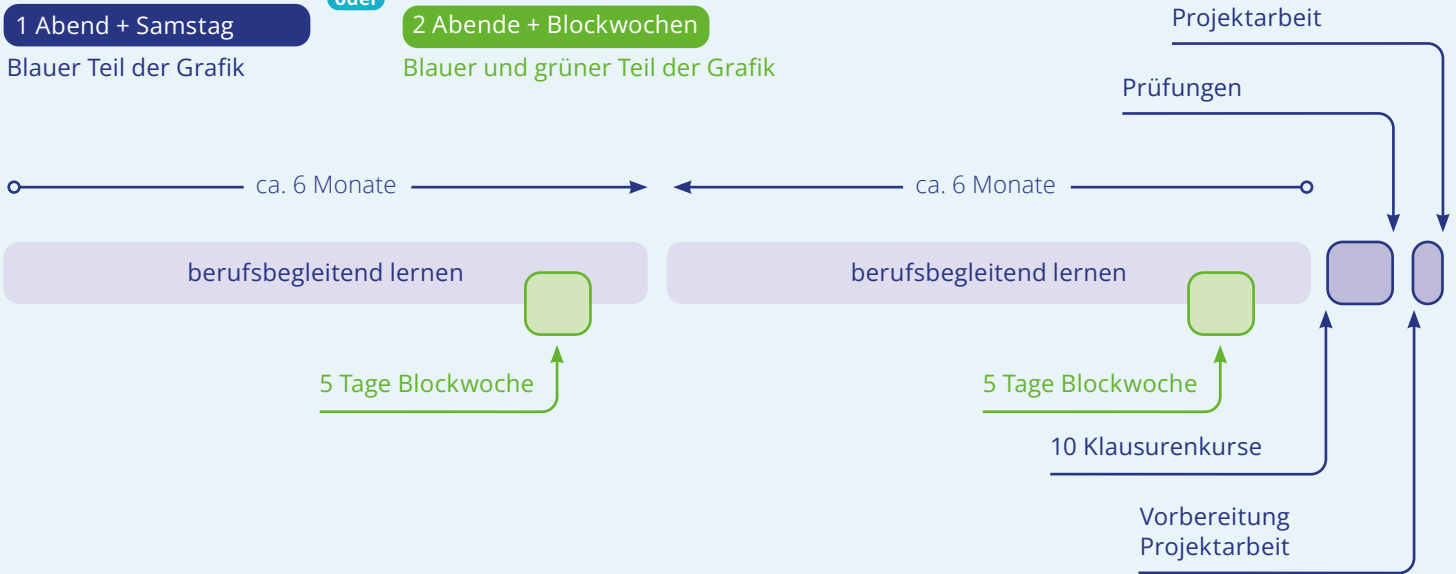 oder
1 Abend + Samstag
2 Abende + Blockwochen
Blauer Teil der Grafik
Blauer und grüner Teil der Grafik
Projektarbeit
Prüfungen
ca. 6 Monate
ca. 6 Monate
berufsbegleitend lernen
berufsbegleitend lernen
5 Tage Blockwoche
5 Tage Blockwoche
10 Klausurenkurse
Vorbereitung
Projektarbeit